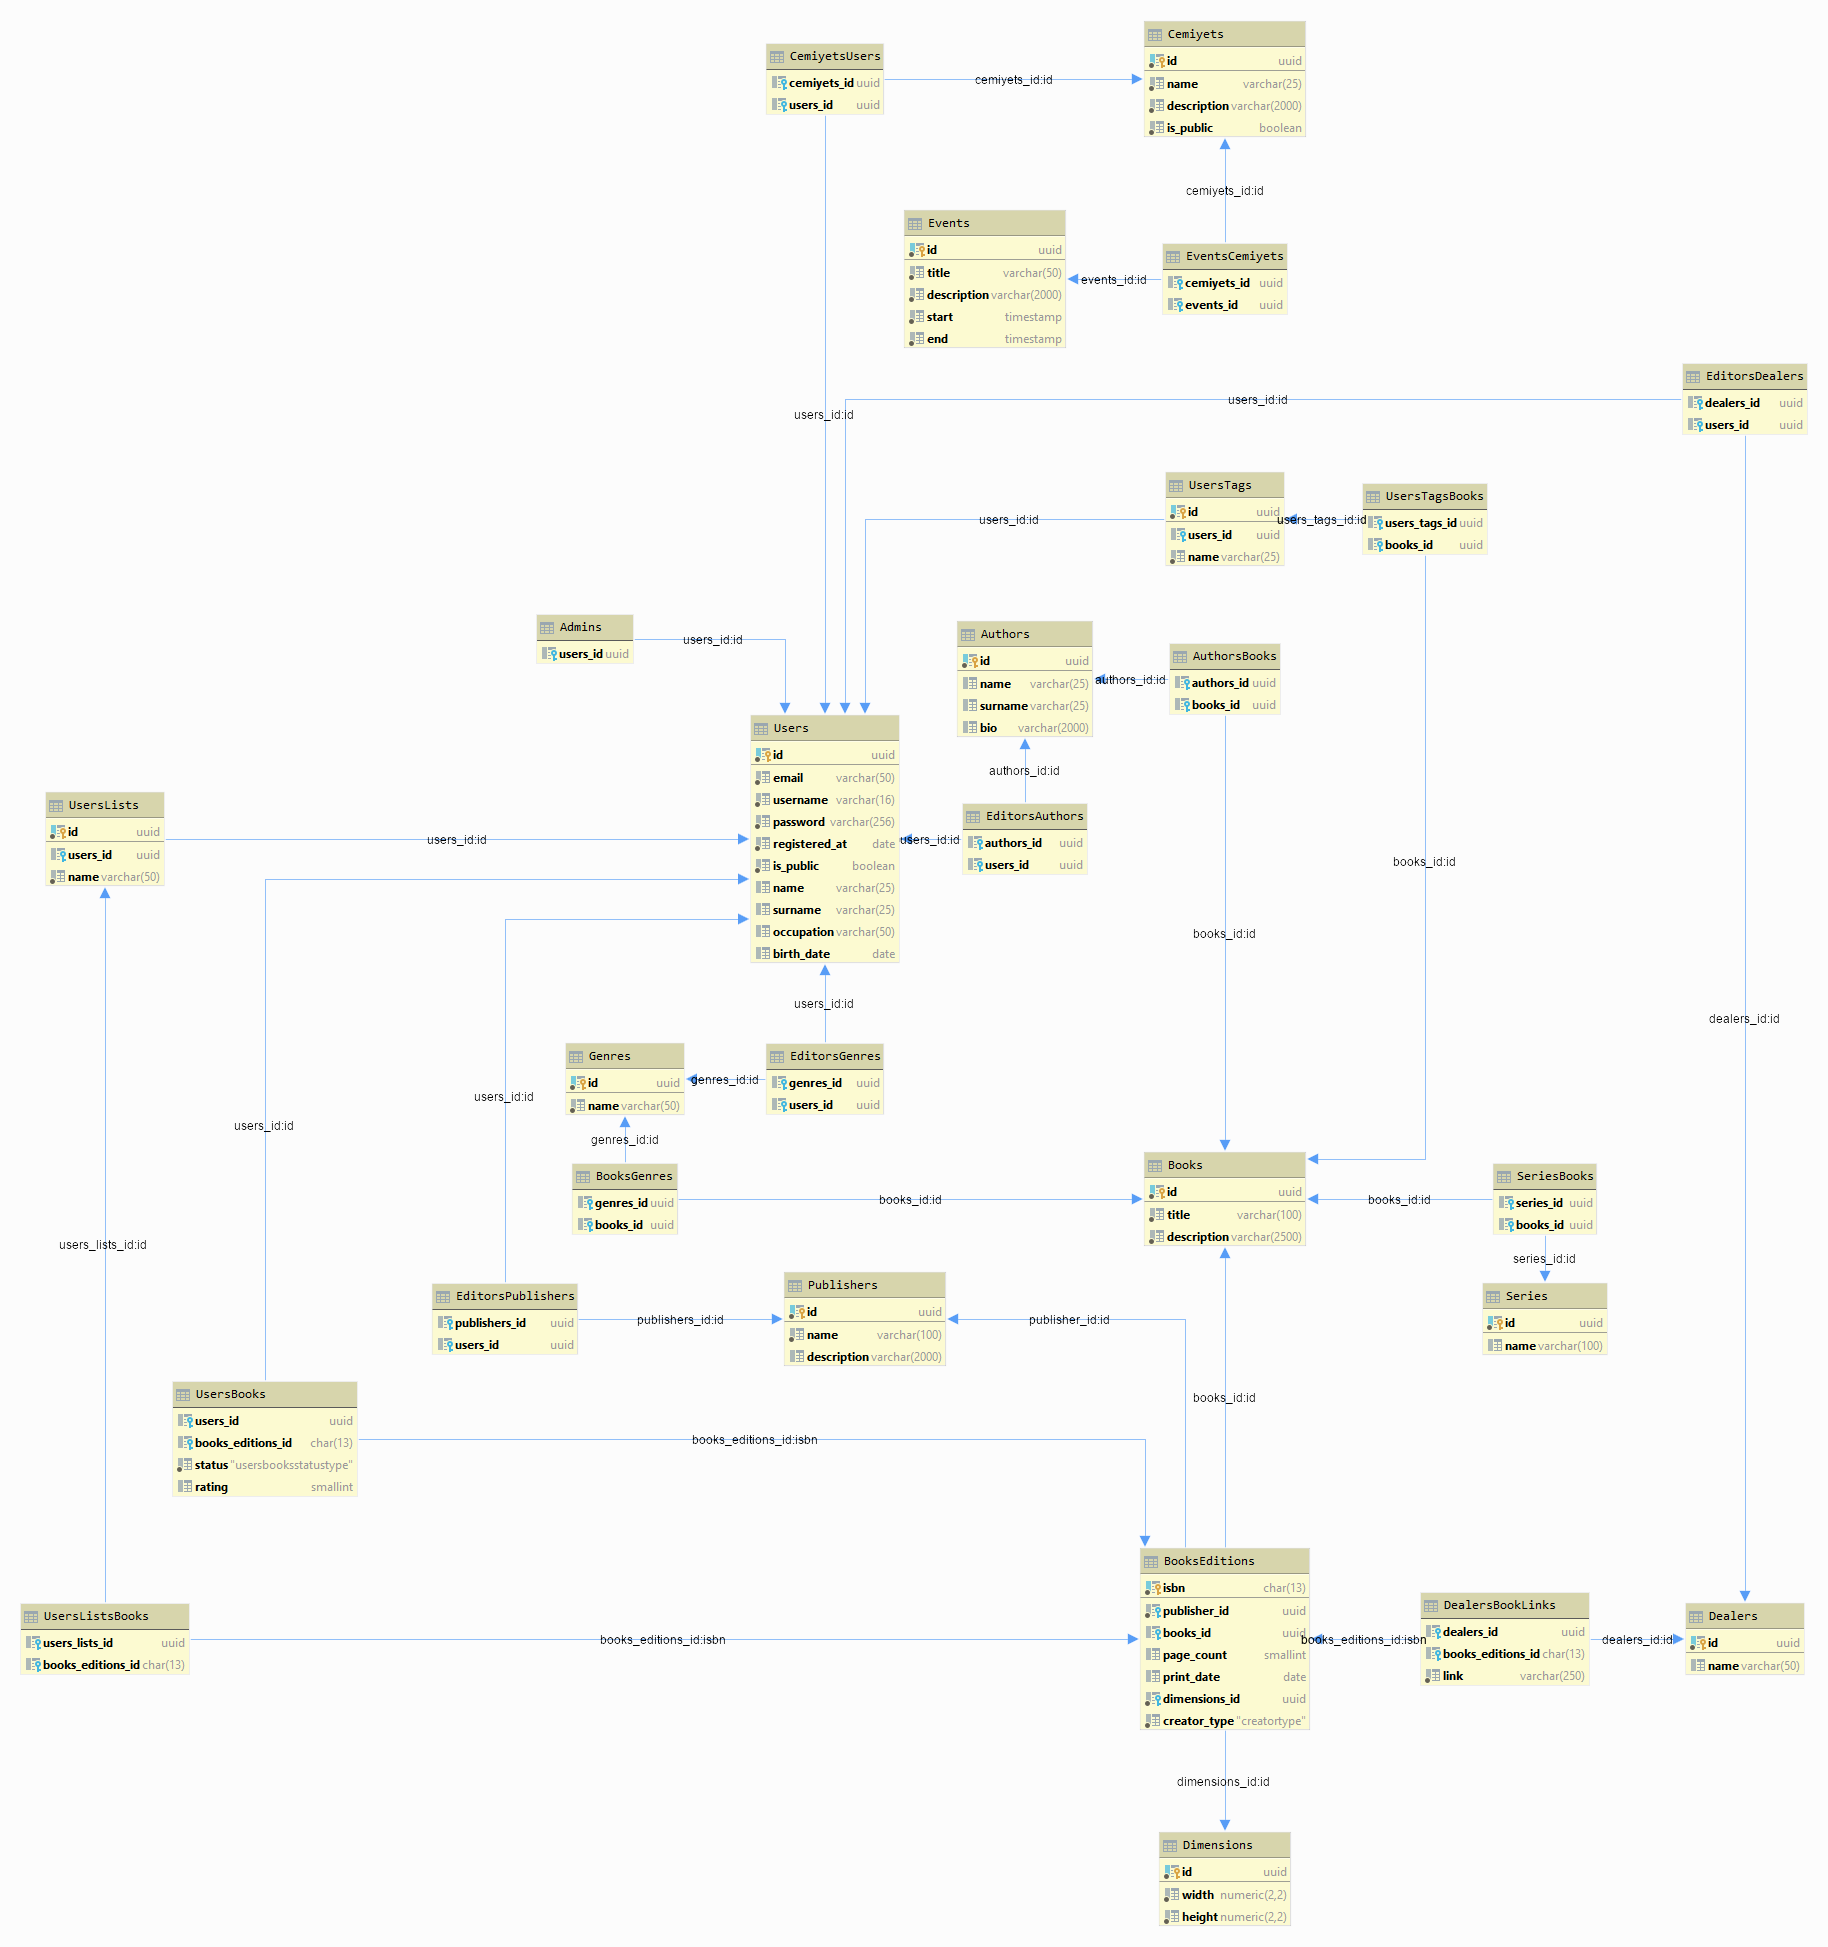 CemiyetsUsers
cemiyets_id uuid
users_id uuid
cemiyets_id:id
Cemiyets
id uuid
name varchar(25)
description varchar(2000)
is_public boolean
cemiyets_id:id
Events
id uuid
title varchar(50)
description varchar(2000)
start timestamp
end timestamp
events_id:id
EventsCemiyets
cemiyets_id uuid
events_id uuid
EditorsDealers
dealers_id uuid
users_id uuid
users_id:id
users_id:id
UsersTags
id uuid
users_id uuid
name varchar(25)
users_id:id
users_tags_id:id
UsersTagsBooks
users_tags_id uuid
books_id uuid
Admins
users_id uuid
users_id:id
Authors
id uuid
name varchar(25)
surname varchar(25)
bio varchar(2000)
authors_id:id
AuthorsBooks
authors_id uuid
books_id uuid
Users
id uuid
email varchar(50)
username varchar(16)
password varchar(256)
registered_at date
is_public boolean
name varchar(25)
surname varchar(25)
occupation varchar(50)
birth_date date
authors_id:id
UsersLists
id uuid
users_id uuid
name varchar(50)
users_id:id
users_id:id
EditorsAuthors
authors_id uuid
users_id uuid
books_id:id
books_id:id
users_id:id
dealers_id:id
Genres
id uuid
name varchar(50)
genres_id:id
EditorsGenres
genres_id uuid
users_id uuid
users_id:id
users_id:id
genres_id:id
BooksGenres
genres_id uuid
books_id uuid
books_id:id
Books
id uuid
title varchar(100)
description varchar(2500)
books_id:id
SeriesBooks
series_id uuid
books_id uuid
users_lists_id:id
series_id:id
EditorsPublishers
publishers_id uuid
users_id uuid
publishers_id:id
Publishers
id uuid
name varchar(100)
description varchar(2000)
publisher_id:id
Series
id uuid
name varchar(100)
books_id:id
UsersBooks
users_id uuid
books_editions_id char(13)
status "usersbooksstatustype"
rating smallint
books_editions_id:isbn
BooksEditions
isbn char(13)
publisher_id uuid
books_id uuid
page_count smallint
print_date date
dimensions_id uuid
creator_type "creatortype"
UsersListsBooks
users_lists_id uuid
books_editions_id char(13)
books_editions_id:isbn
books_editions_id:isbn
DealersBookLinks
dealers_id uuid
books_editions_id char(13)
link varchar(250)
dealers_id:id
Dealers
id uuid
name varchar(50)
dimensions_id:id
Dimensions
id uuid
width numeric(2,2)
height numeric(2,2)